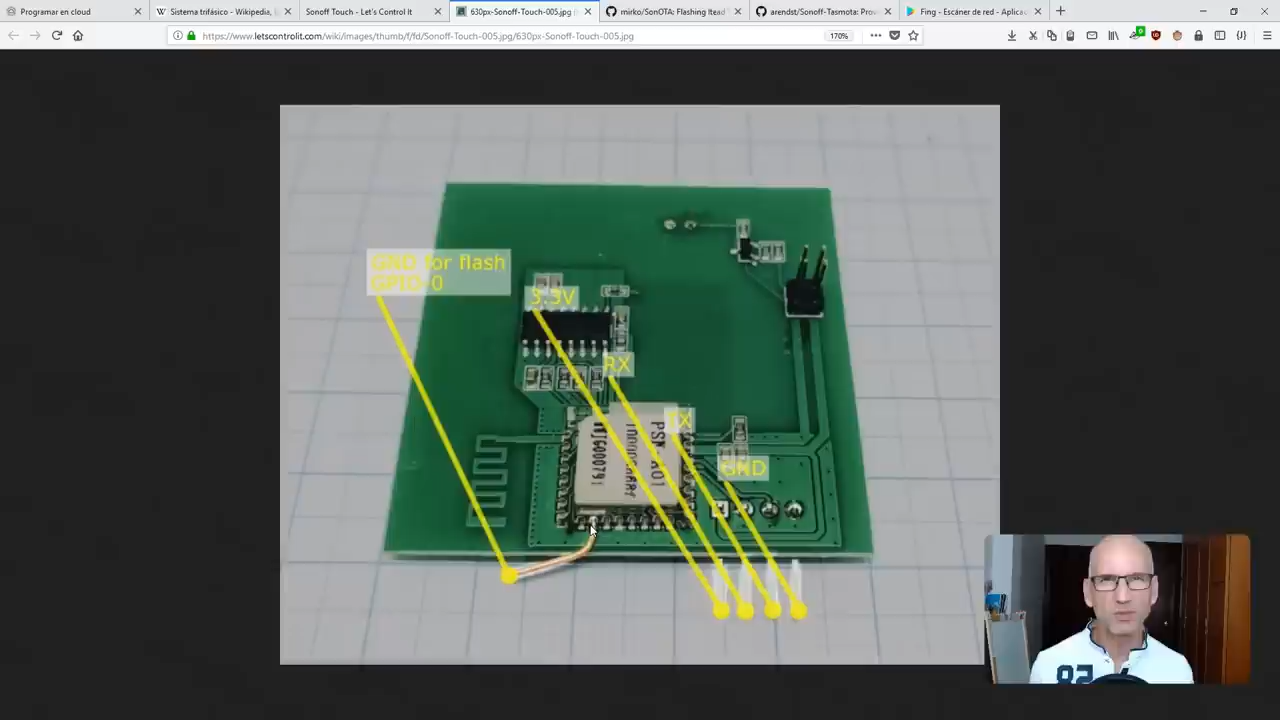 Programar en cloud
Sistema trifásico - Wikipedia, l
Sonoff Touch - Let's Control It
630px-Sonoff-Touch-005.jpg (I
mirko/SonOTA: Flashing Itead
arendst/Sonoff-Tasmota: Prov
Fing - Escáner de red - Aplicac
https://www.letscontrolit.com/wiki/images/thumb/f/fd/Sonoff-Touch-005.jpg/630px-Sonoff-Touch-005.jpg
170%
GND for flash
GPIO-0
3.3V
RX
TX
GND
82